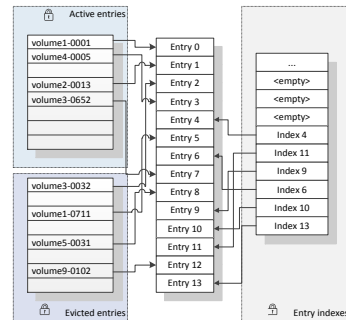 Active entries
volume1-0001
volume4-0005
volume2-0013
volume3-0652
volume3-0032
volume1-0711
volume5-0031
volume9-0102
Evicted entries
Entry 0
Entry 1
Entry 2
Entry 3
Entry 4
Entry 5
Entry 6
Entry 7
Entry 8
Entry 9
Entry 10
Entry 11
Entry 12
Entry 13
...
<empty>
<empty>
<empty>
Index 4
Index 11
Index 9
Index 6
Index 10
Index 13
Entry indexes